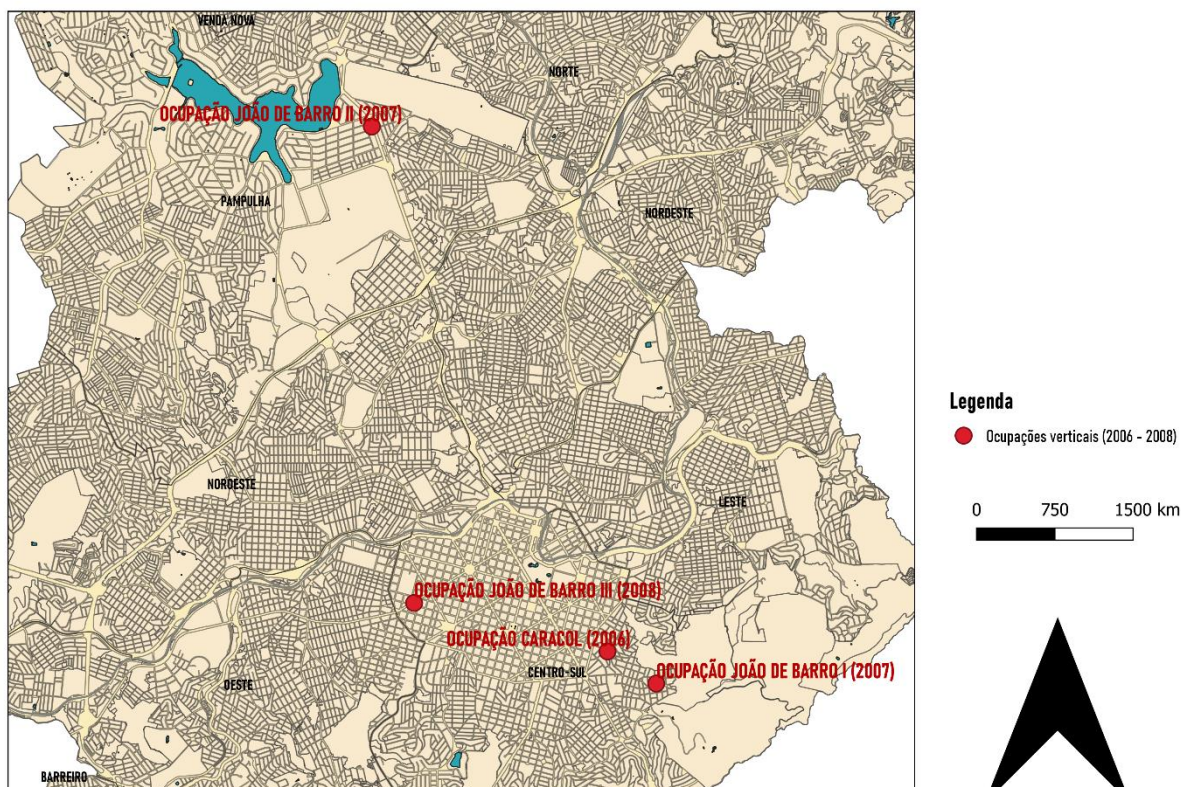 VENDA NOVA
NORTE
OCUPAÇÃO JOÃO DE BARRO II (2007)
PAMPULHA
NORDESTE
NOROESTE
LESTE
OCUPAÇÃO JOÃO DE BARRO III (2008)
OCUPAÇÃO CARACOL (2006)
CENTRO-SUL
OCUPAÇÃO JOÃO DE BARRO I (2007)
OESTE
BARREIRO
Legenda
Ocupações verticais (2006 - 2008)
0 750 1500 km